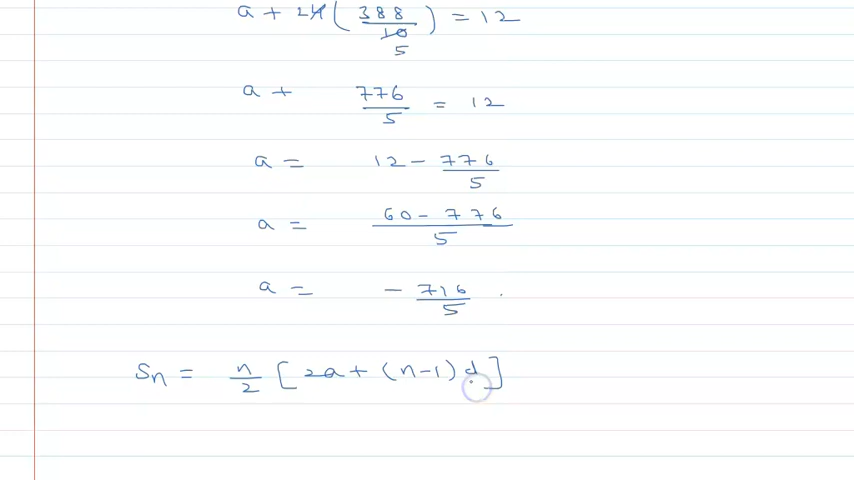 a + 24 ( 388 / 10 5 ) = 12
a + 776 / 5 = 12
a = 12 - 776 / 5
a = 60 - 776 / 5
a = - 716 / 5 .
Sn = n / 2 [ 2a + (n-1) d ]